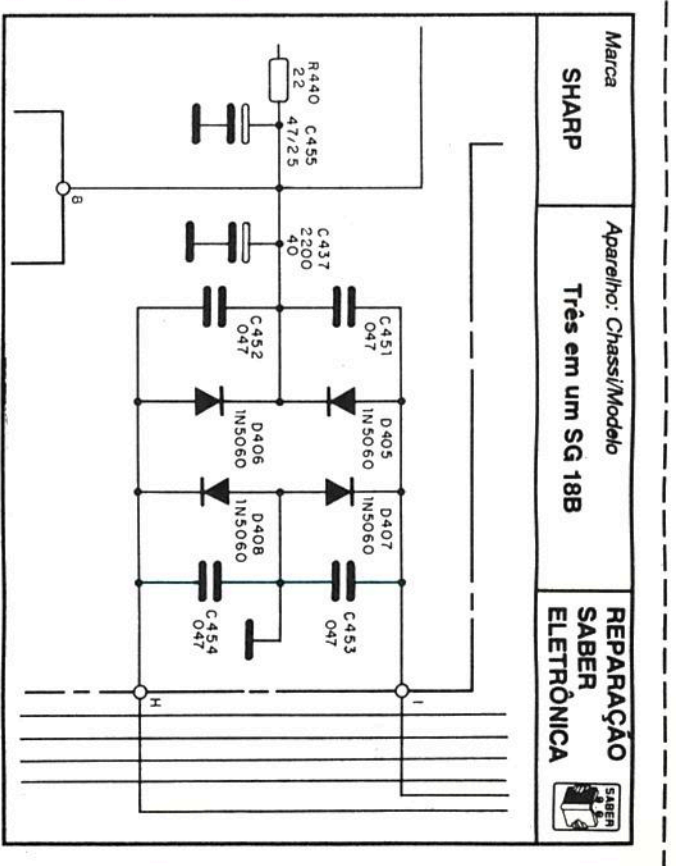 Marca
SHARP
Aparelho: Chassi/Modelo
Três em um SG 18B
REPARAÇÃO
SABER
ELETRÔNICA
SABER
R440
22
C455
47/25
8
C437
2200
40
C451
047
C452
047
D405
1N5060
D406
1N5060
D407
1N5060
D408
1N5060
C453
047
C454
047
I
H